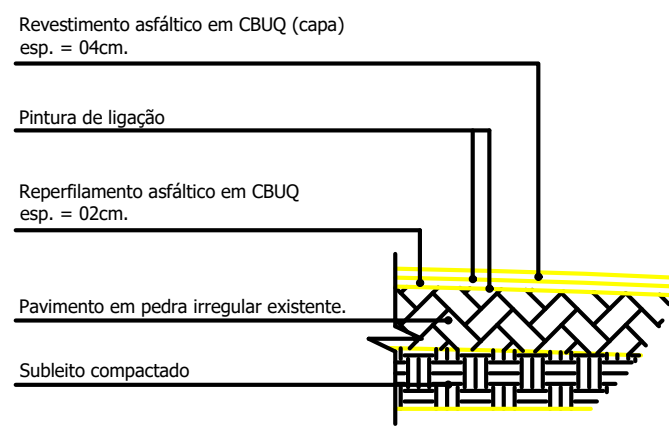 Revestimento asfáltico em CBUQ (capa)
esp. = 04cm.
Pintura de ligação
Reperfilamento asfáltico em CBUQ
esp. = 02cm.
Pavimento em pedra irregular existente.
Subleito compactado